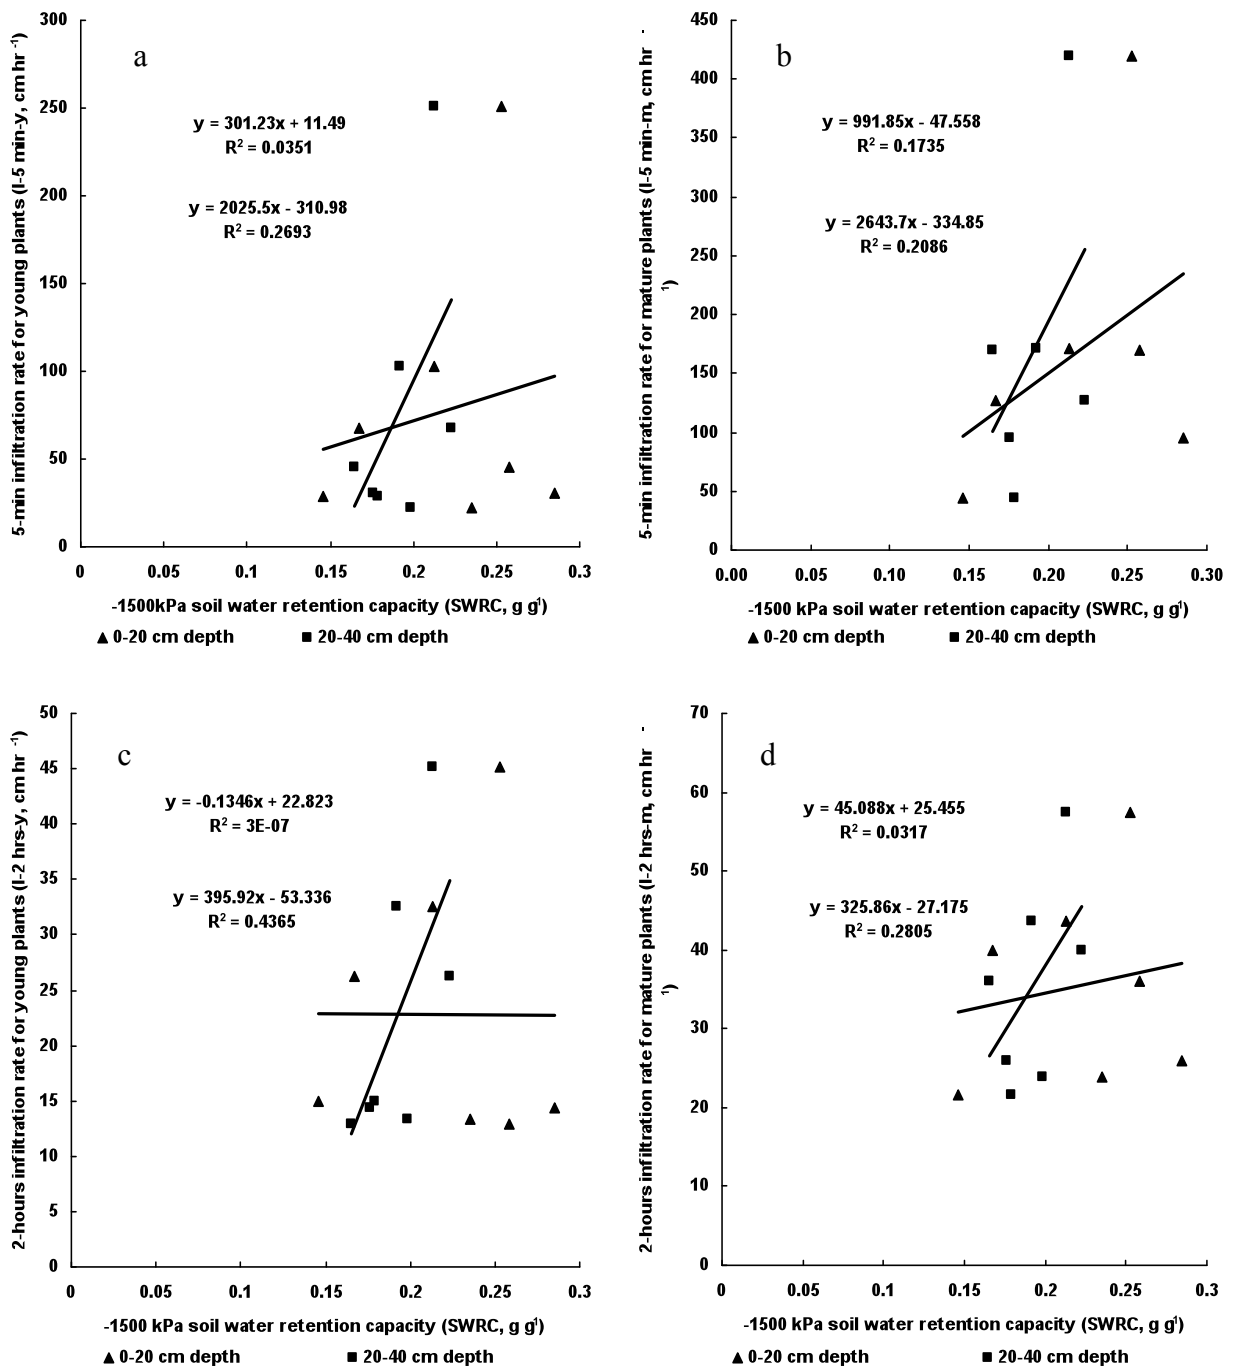 a
5-min infiltration rate for young plants (I-5 min-y, cm hr -1)
300
250
200
150
100
50
0
y = 301.23x + 11.49
R2 = 0.0351
y = 2025.5x - 310.98
R2 = 0.2693
0 0.05 0.1 0.15 0.2 0.25 0.3
-1500kPa soil water retention capacity (SWRC, g g1)
▲ 0-20 cm depth ■ 20-40 cm depth
b
5-min infiltration rate for mature plants (I-5 min-m, cm hr -
1)
450
400
350
300
250
200
150
100
50
0
y = 991.85x - 47.558
R2 = 0.1735
y = 2643.7x - 334.85
R2 = 0.2086
0.00 0.05 0.10 0.15 0.20 0.25 0.30
-1500 kPa soil water retention capacity (SWRC, g g1)
▲ 0-20 cm depth ■ 20-40 cm depth
c
2-hours infiltration rate for young plants (I-2 hrs-y, cm hr -1)
50
45
40
35
30
25
20
15
10
5
0
y = -0.1346x + 22.823
R2 = 3E-07
y = 395.92x - 53.336
R2 = 0.4365
0 0.05 0.1 0.15 0.2 0.25 0.3
-1500 kPa soil water retention capacity (SWRC, g g1)
▲ 0-20 cm depth ■ 20-40 cm depth
d
2-hours infiltration rate for mature plants (I-2 hrs-m, cm hr -
1)
70
60
50
40
30
20
10
0
y = 45.088x + 25.455
R2 = 0.0317
y = 325.86x - 27.175
R2 = 0.2805
0 0.05 0.1 0.15 0.2 0.25 0.3
-1500 kPa soil water retention capacity (SWRC, g g1)
▲ 0-20 cm depth ■ 20-40 cm depth